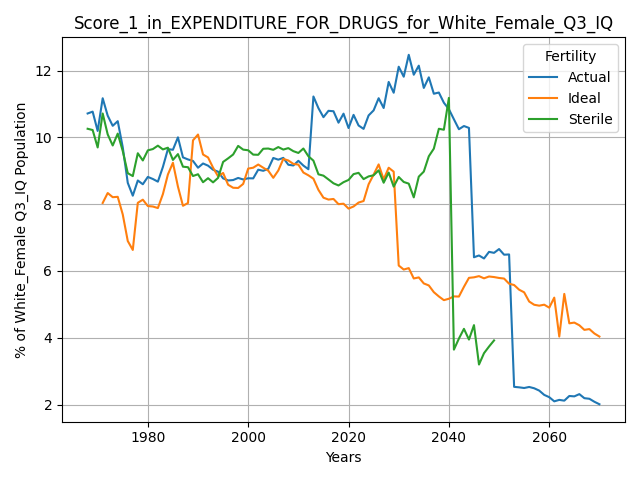 Score_1_in_EXPENDITURE_FOR_DRUGS_for_White_Female_Q3_IQ
Fertility
Actual
Ideal
Sterile
% of White_Female Q3_IQ Population
12
10
8
6
4
2
1980 2000 2020 2040 2060
Years